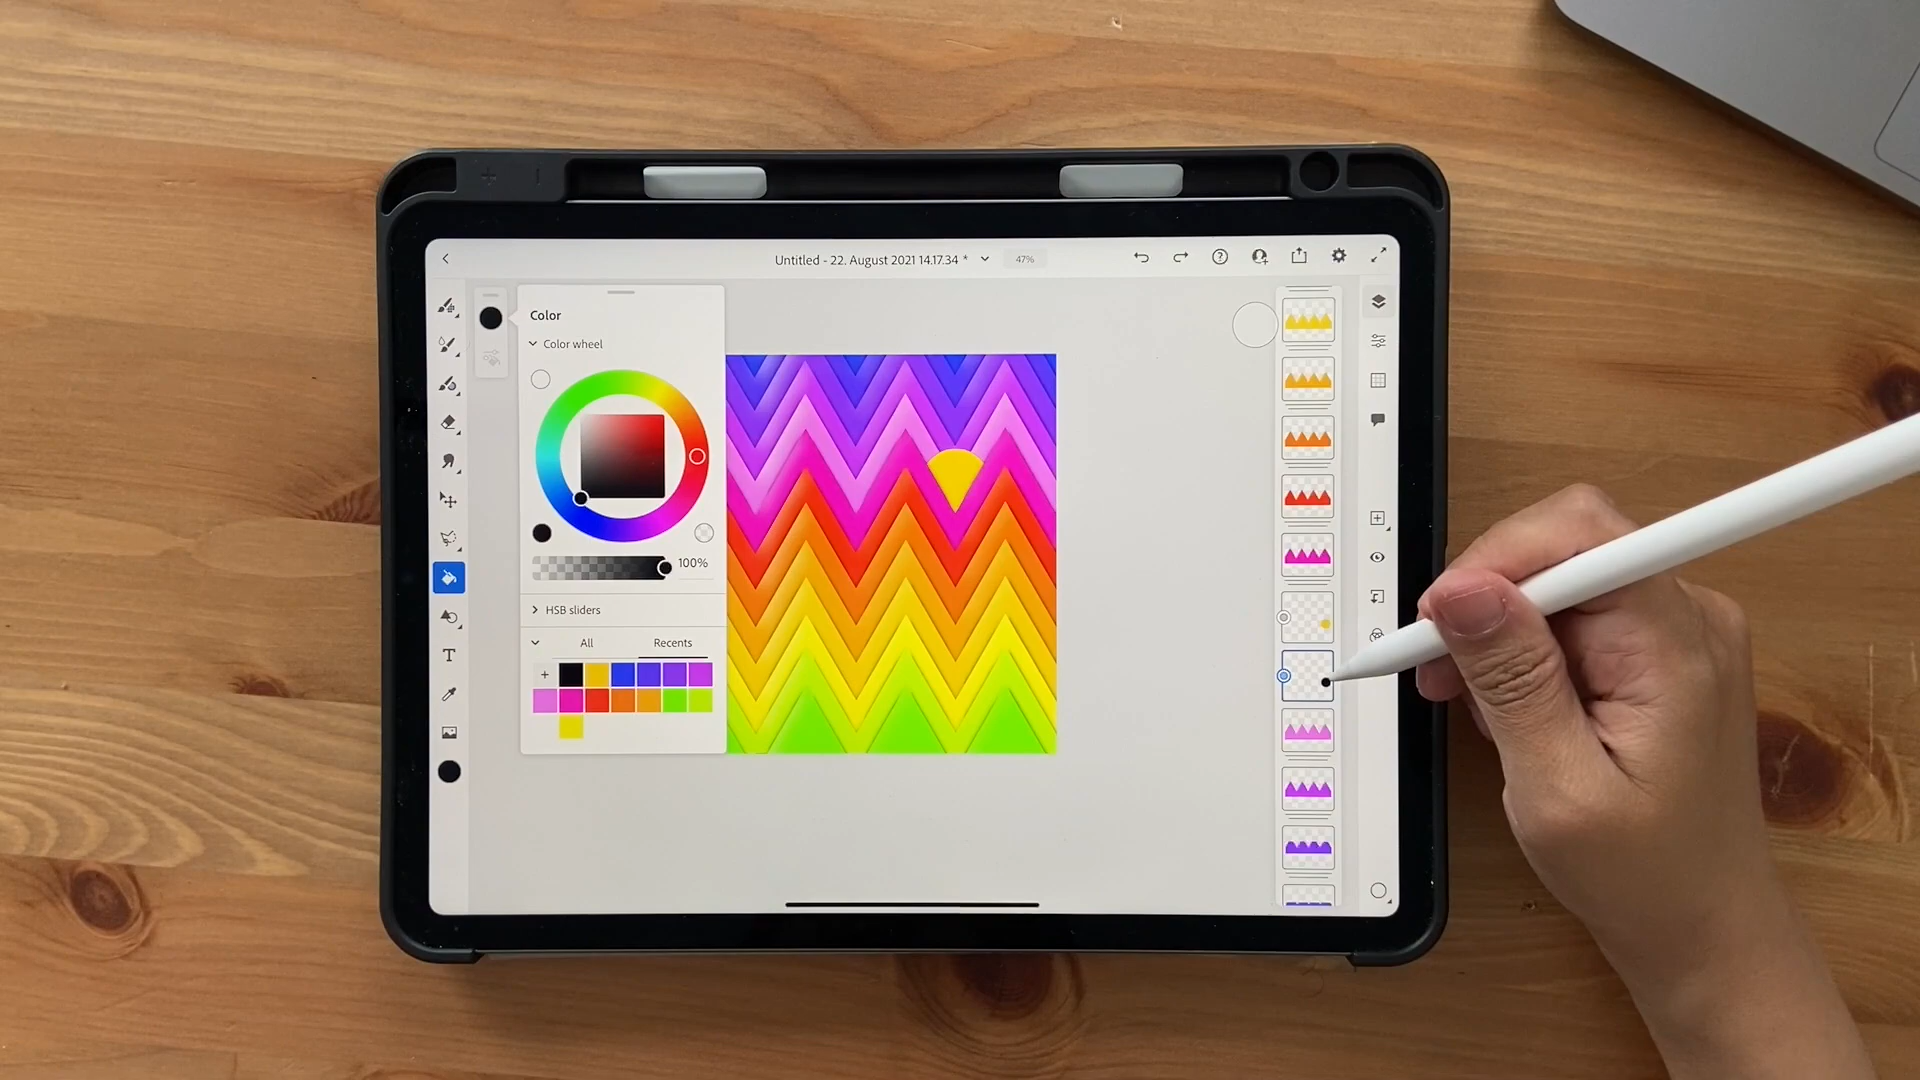 Untitled - 22. August 2021 14.17.34 *
47%
Color
Color wheel
100%
HSB sliders
All
Recents
T